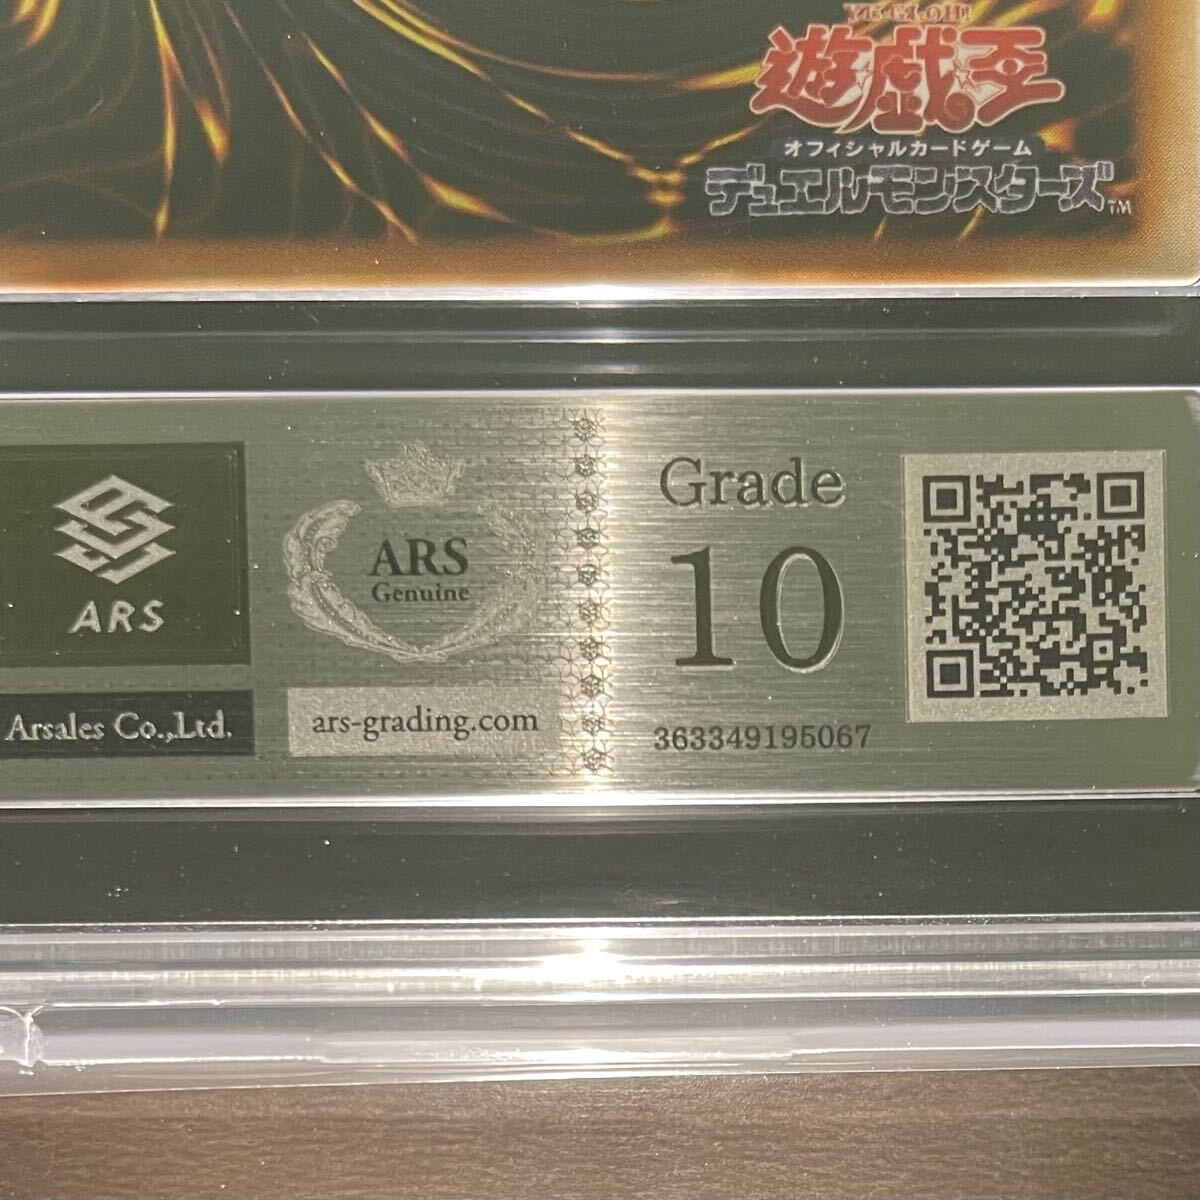 YU-GI-OH!
遊戯王
オフィシャルカードゲーム
デュエルモンスターズ™
ARS
Arsales Co.,Ltd.
ARS
Genuine
ars-grading.com
Grade
10
363349195067